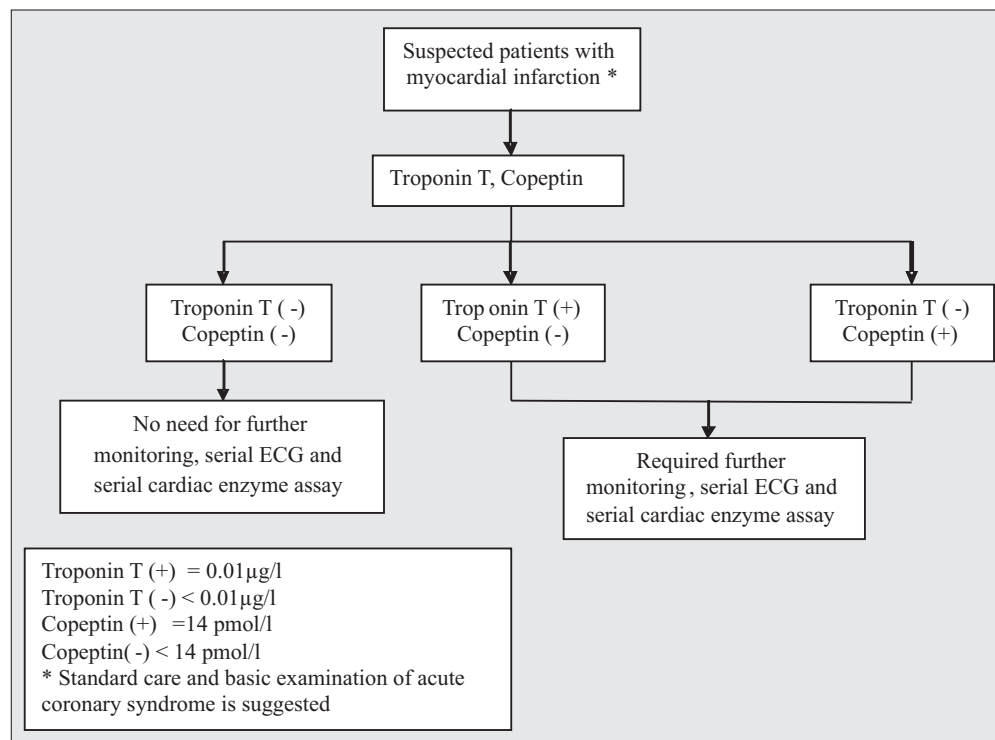 Suspected patients with
myocardial infarction *
Troponin T, Copeptin
Troponin T ( -)
Copeptin ( -)
Trop onin T (+)
Copeptin (-)
Troponin T ( -)
Copeptin (+)
No need for further
monitoring, serial ECG and
serial cardiac enzyme assay
Required further
monitoring , serial ECG and
serial cardiac enzyme assay
Troponin T (+) = 0.01µg/l
Troponin T ( -) < 0.01µg/l
Copeptin (+) =14 pmol/l
Copeptin( -) < 14 pmol/l
* Standard care and basic examination of acute
coronary syndrome is suggested